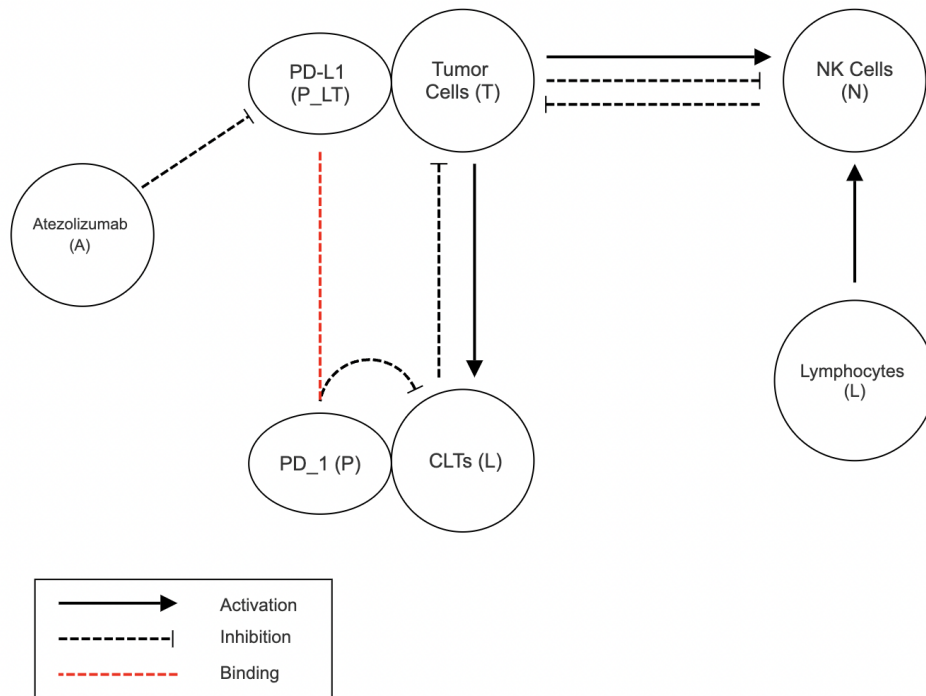 PD-L1
(P_LT)
Tumor
Cells (T)
NK Cells
(N)
Atezolizumab
(A)
Lymphocytes
(L)
PD_1 (P)
CLTs (L)
Activation
Inhibition
Binding